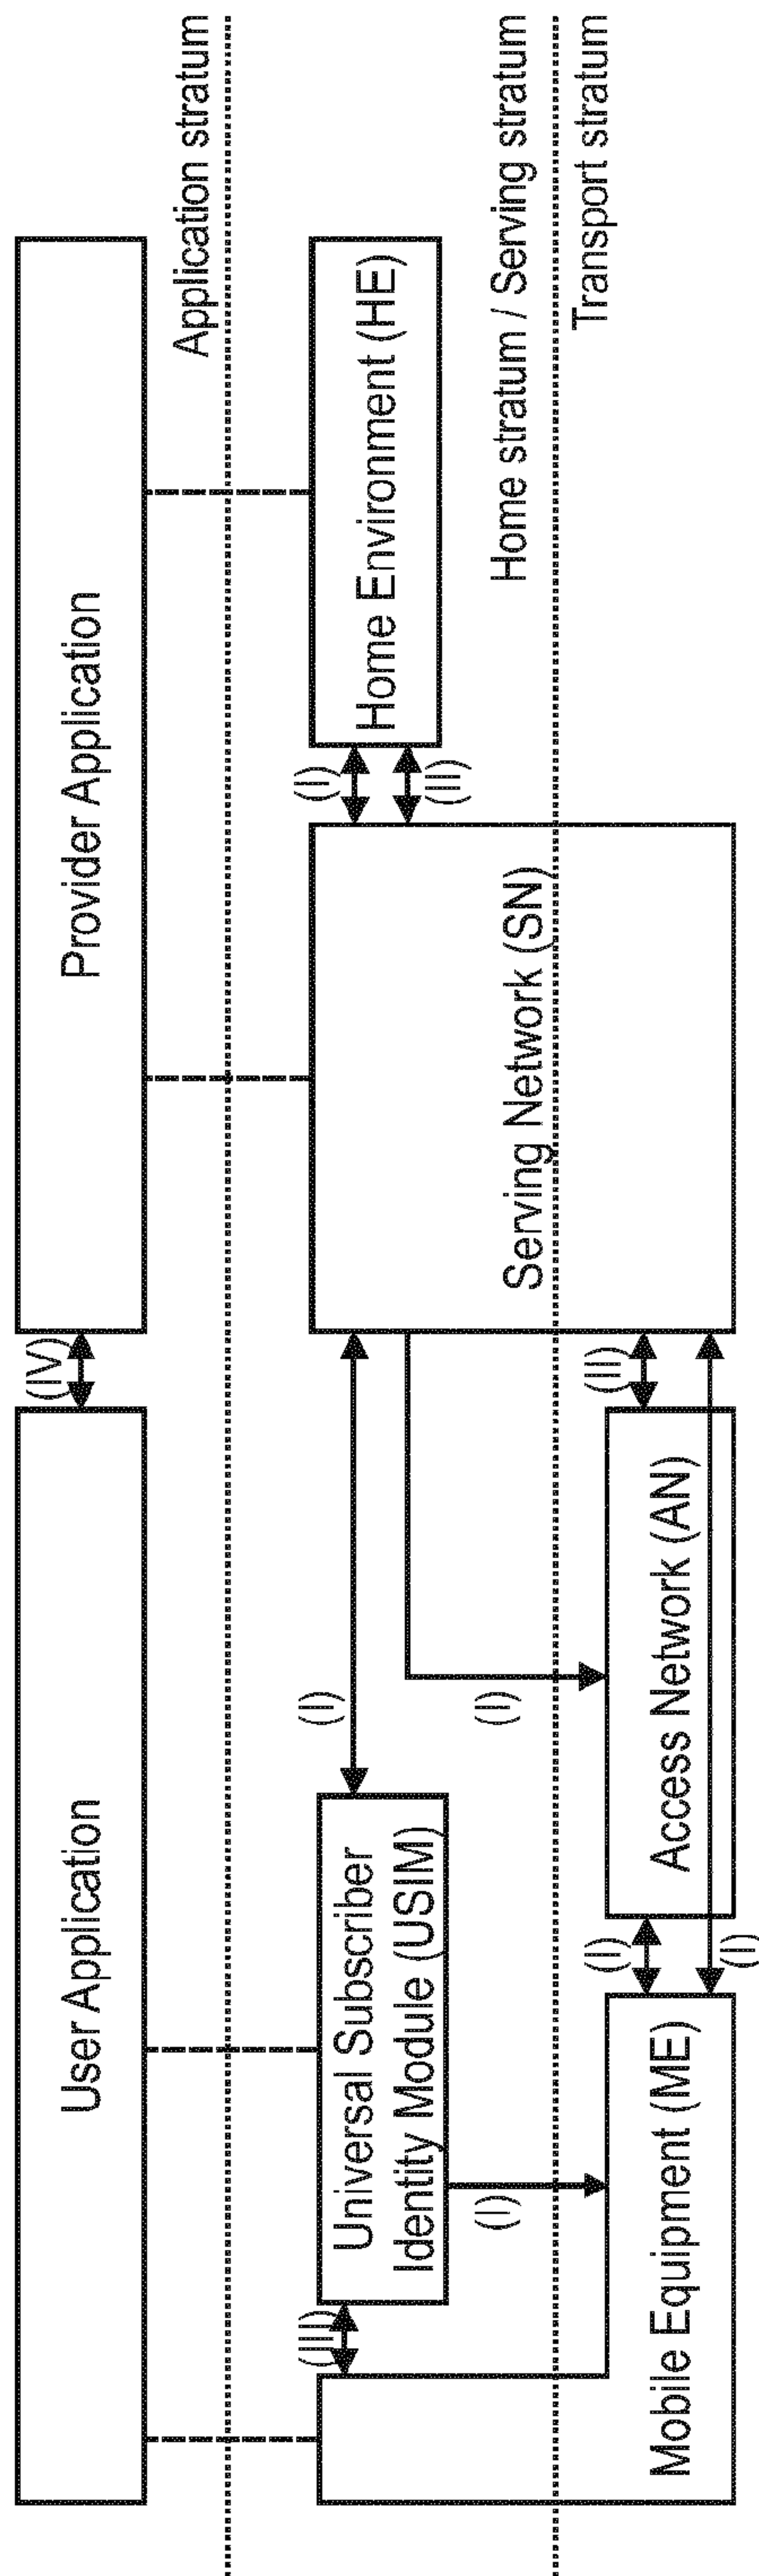 User Application
(IV)
Provider Application
Application stratum
(III)
Universal Subscriber
Identity Module (USIM)
(I)
(I)
Home Environment (HE)
(II)
(I)
(I)
Serving Network (SN)
Home stratum / Serving stratum
Transport stratum
Mobile Equipment (ME)
(I)
(I)
Access Network (AN)
(II)